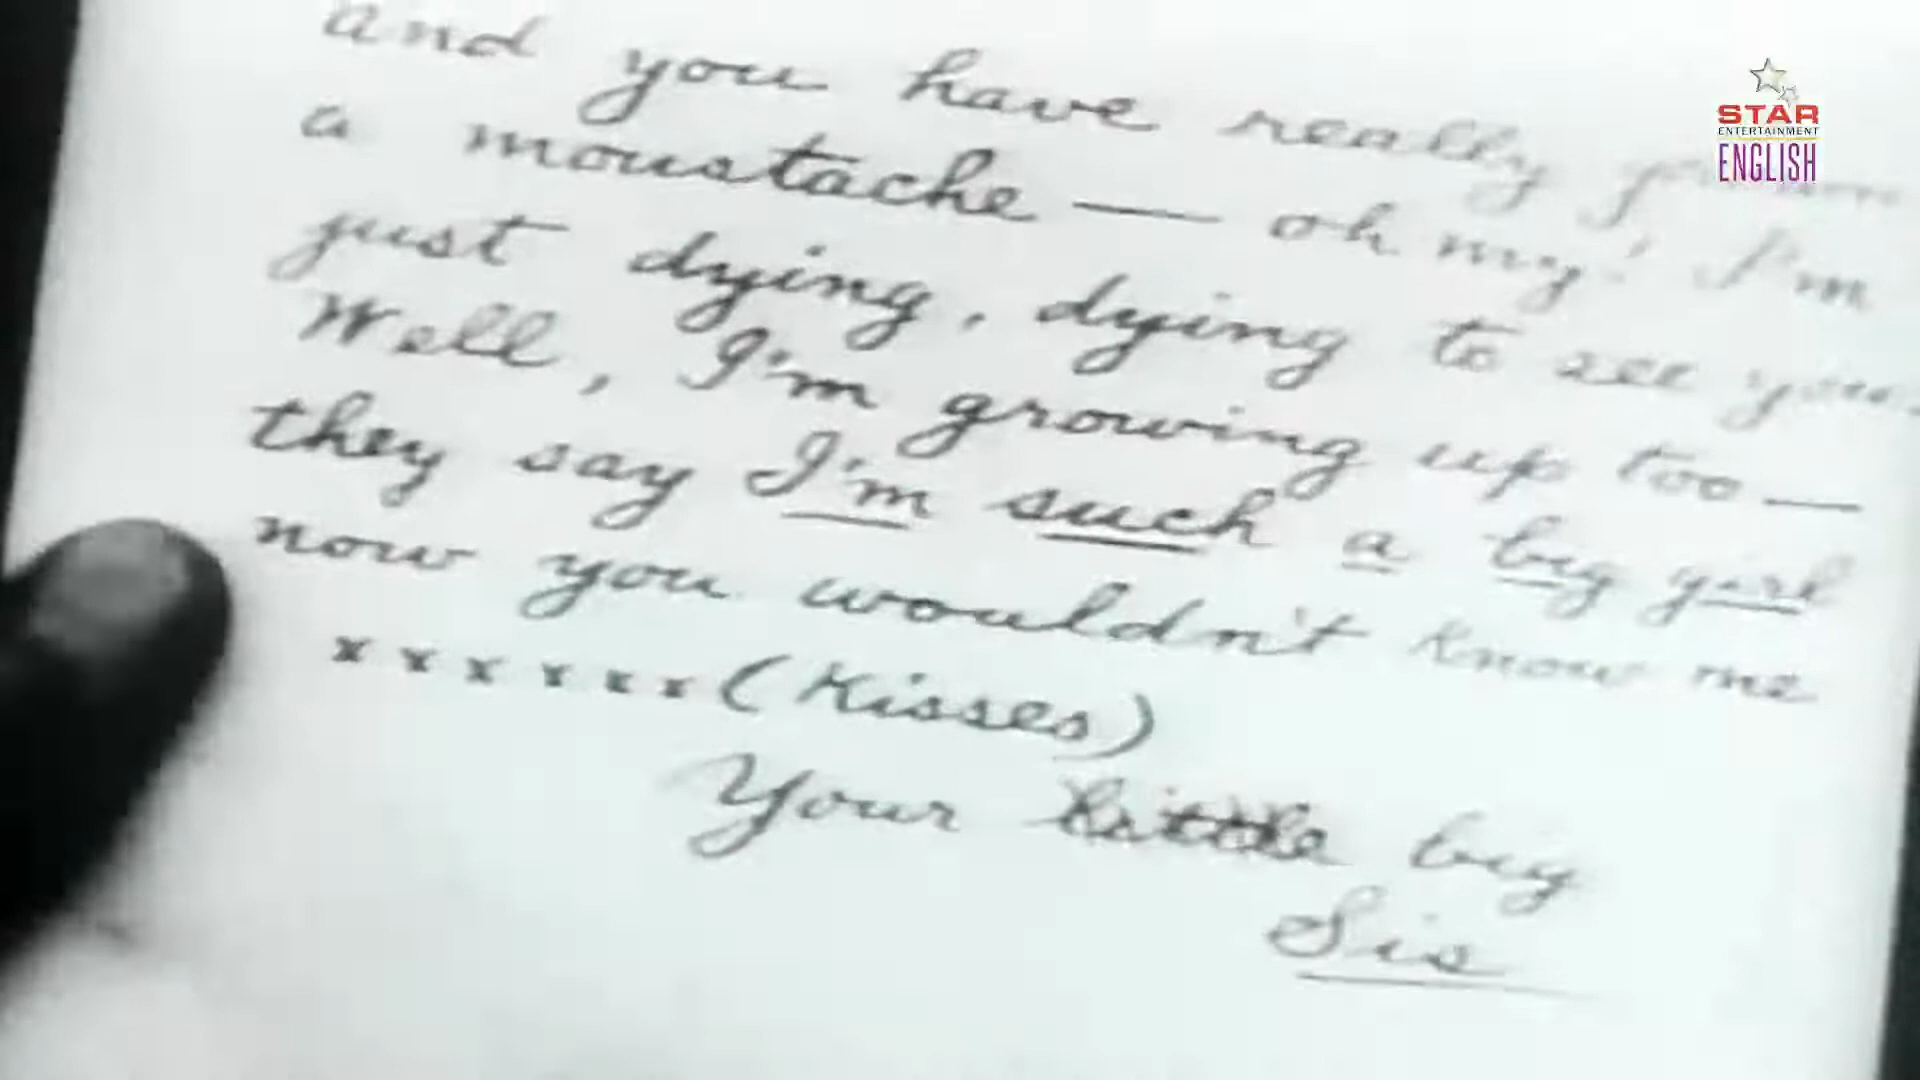 and you have really grown
a moustache — oh my! I'm
just dying, dying to see you.
Well, I'm growing up too —
they say I'm such a big girl
now you wouldn't know me
x x x x x x (Kisses)
Your little big
Sis
STAR
ENTERTAINMENT
ENGLISH